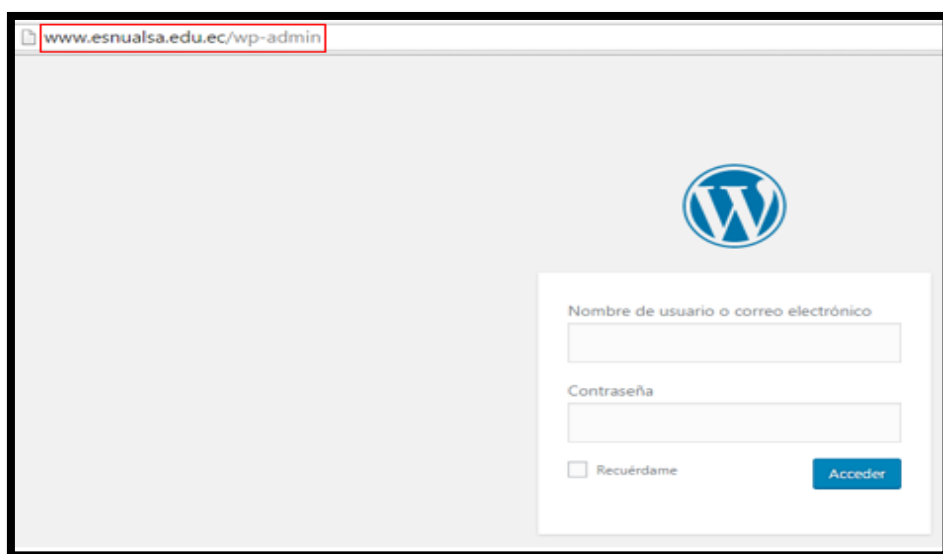 www.esnualsa.edu.ec/wp-admin
Nombre de usuario o correo electrónico
Contraseña
Recuérdame
Acceder